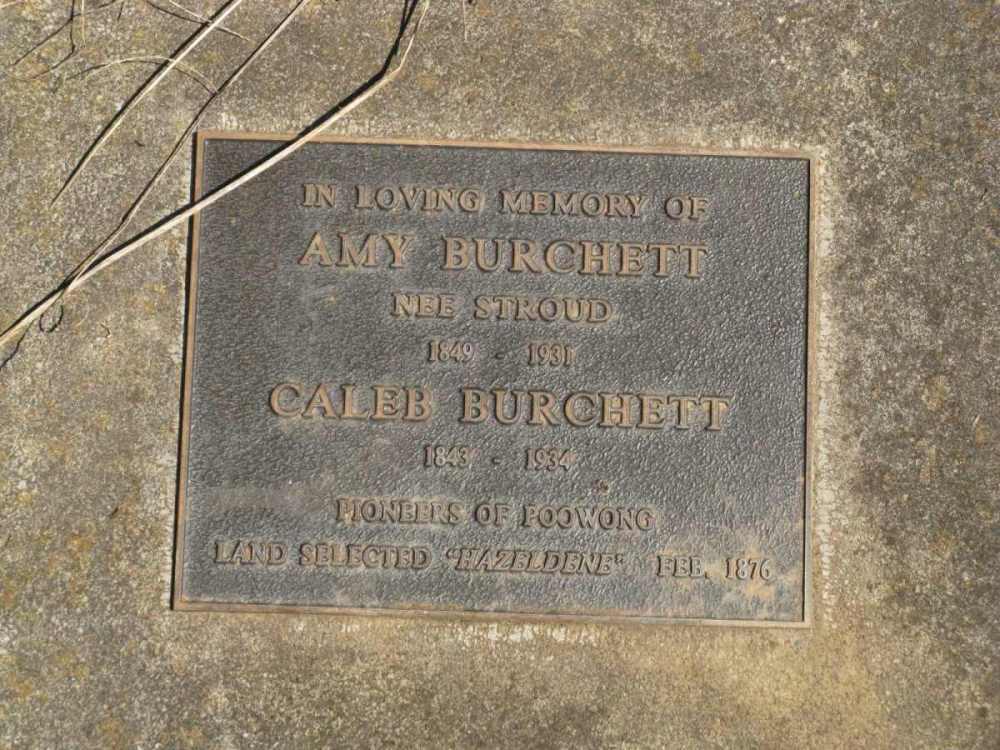 IN LOVING MEMORY OF
AMY BURCHETT
NEE STROUD
1849 - 1931
CALEB BURCHETT
1843 - 1934
PIONEERS OF POOWONG
LAND SELECTED "HAZELDENE" FEB. 1876